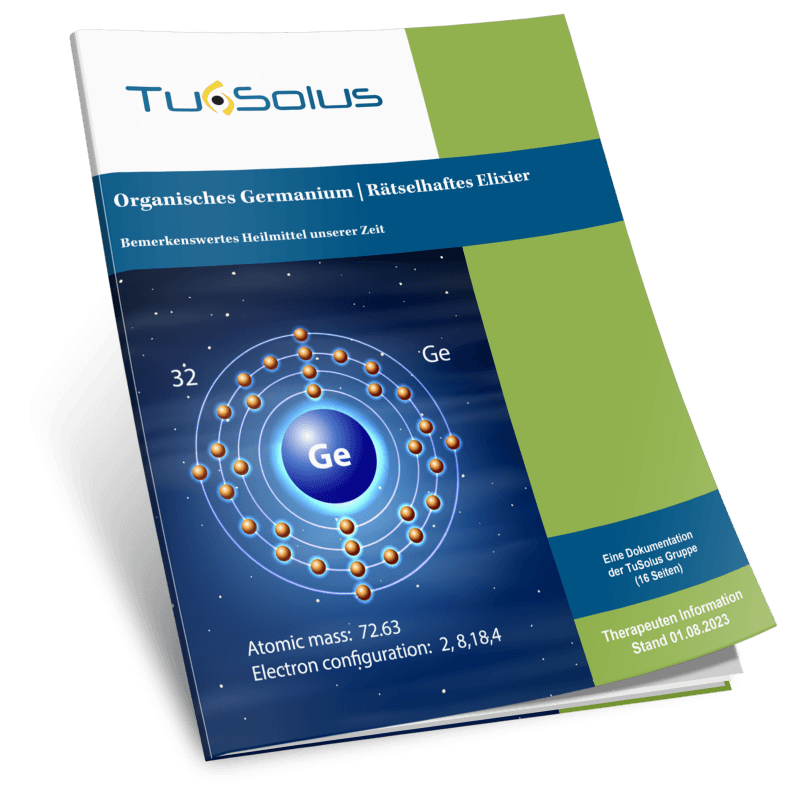 TuSolus
Organisches Germanium | Rätselhaftes Elixier
Bemerkenswertes Heilmittel unserer Zeit
32
Ge
Ge
Atomic mass: 72.63
Electron configuration: 2, 8,18,4
Eine Dokumentation
der TuSolus Gruppe
(16 Seiten)
Therapeuten Information
Stand 01.08.2023